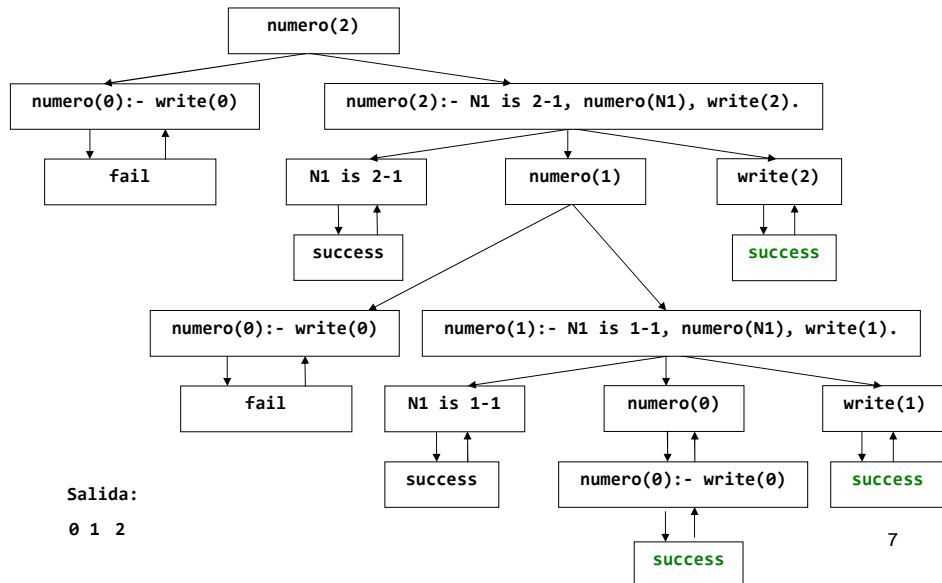 numero(2)
numero(0):- write(0)
numero(2):- N1 is 2-1, numero(N1), write(2).
fail
N1 is 2-1
numero(1)
write(2)
success
success
numero(0):- write(0)
numero(1):- N1 is 1-1, numero(N1), write(1).
fail
N1 is 1-1
numero(0)
write(1)
success
numero(0):- write(0)
success
Salida:
0 1 2
success
7